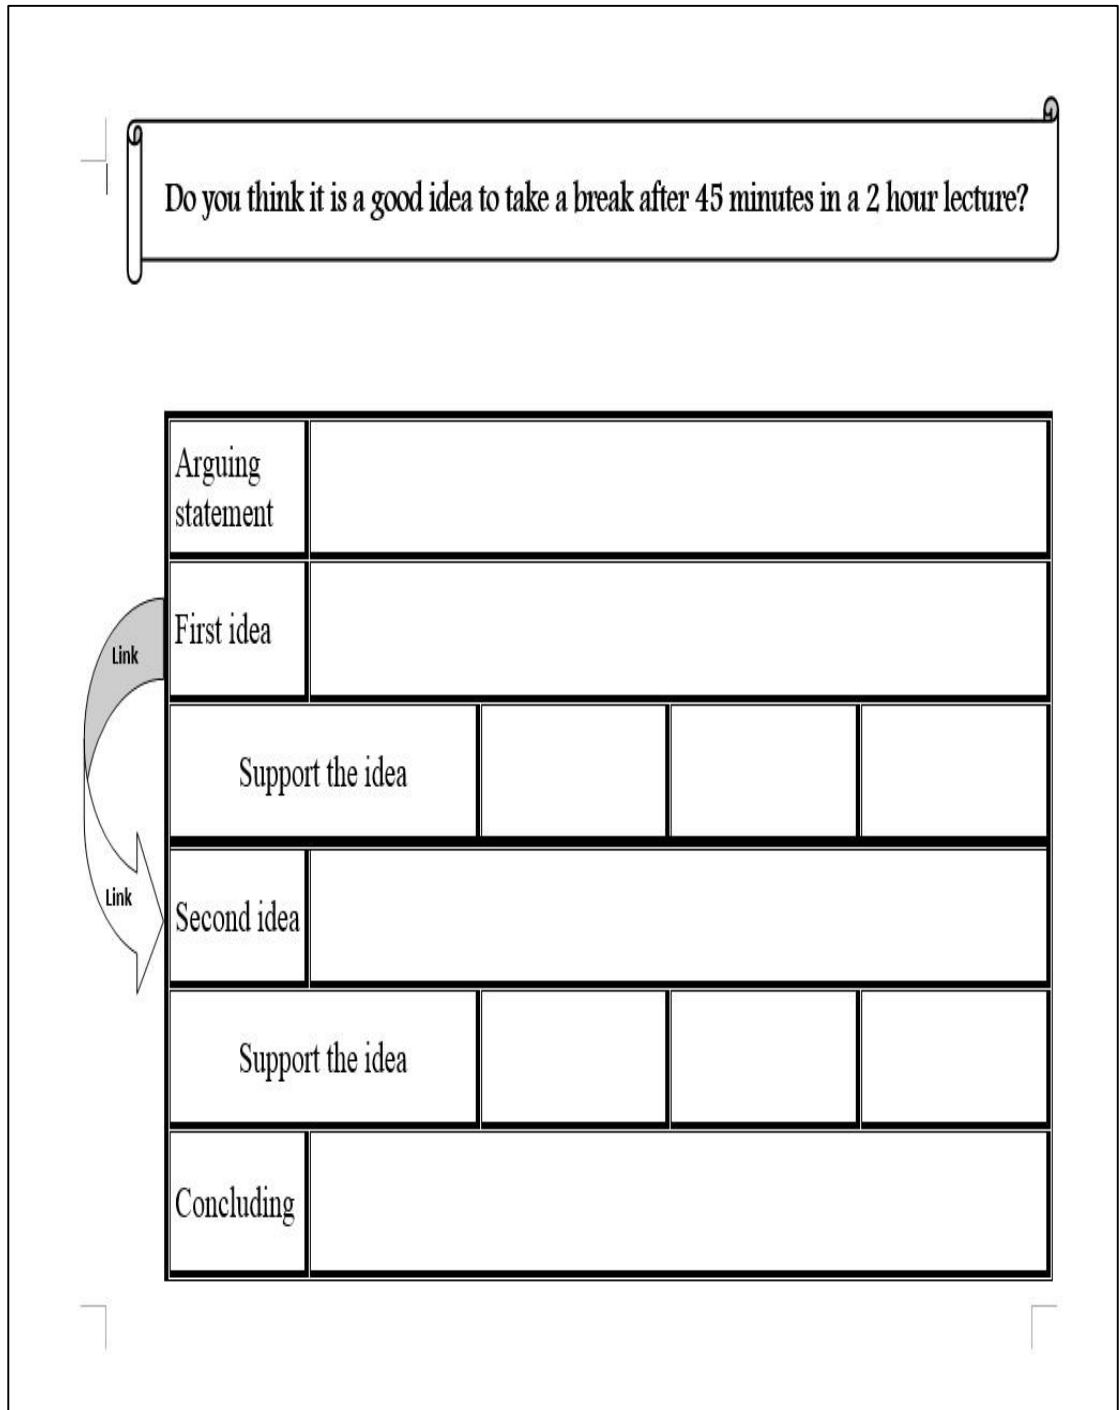 Do you think it is a good idea to take a break after 45 minutes in a 2 hour lecture?
Arguing
statement
First idea
Link
Support the idea
Link
Second idea
Support the idea
Concluding